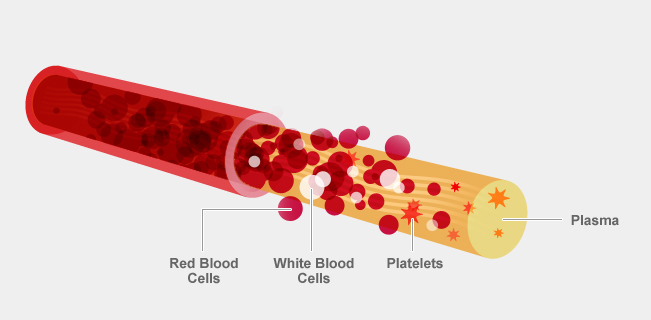 Plasma
Red Blood
Cells
White Blood
Cells
Platelets